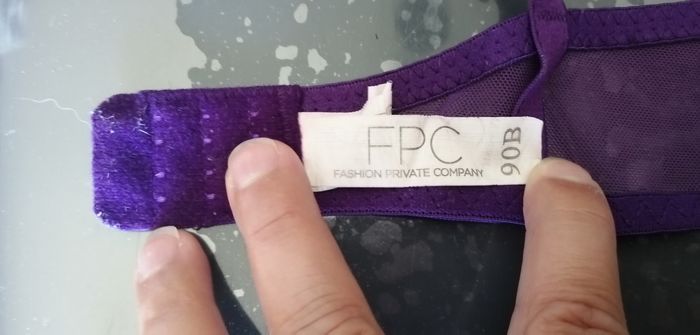 FPC
FASHION PRIVATE COMPANY
90B